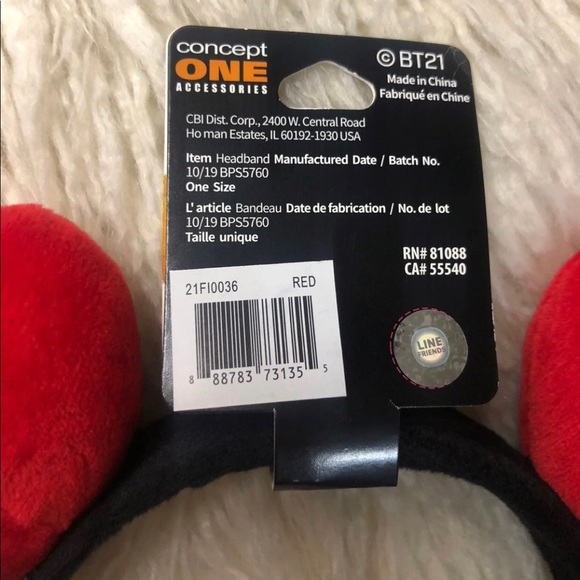 concept
ONE
ACCESSORIES
© BT21
Made in China
Fabriqué en Chine
CBI Dist. Corp., 2400 W. Central Road
Ho man Estates, IL 60192-1930 USA
Item Headband Manufactured Date / Batch No.
10/19 BPS5760
One Size
L' article Bandeau Date de fabrication / No. de lot
10/19 BPS5760
Taille unique
RN# 81088
CA# 55540
21FI0036 RED
8 88783 73135 5
LINE
FRIENDS